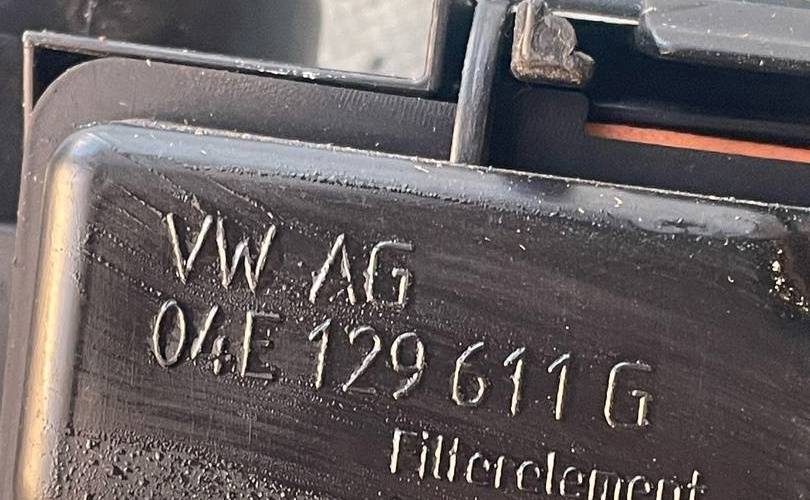 VW AG
04E 129 611 G
Filterelement